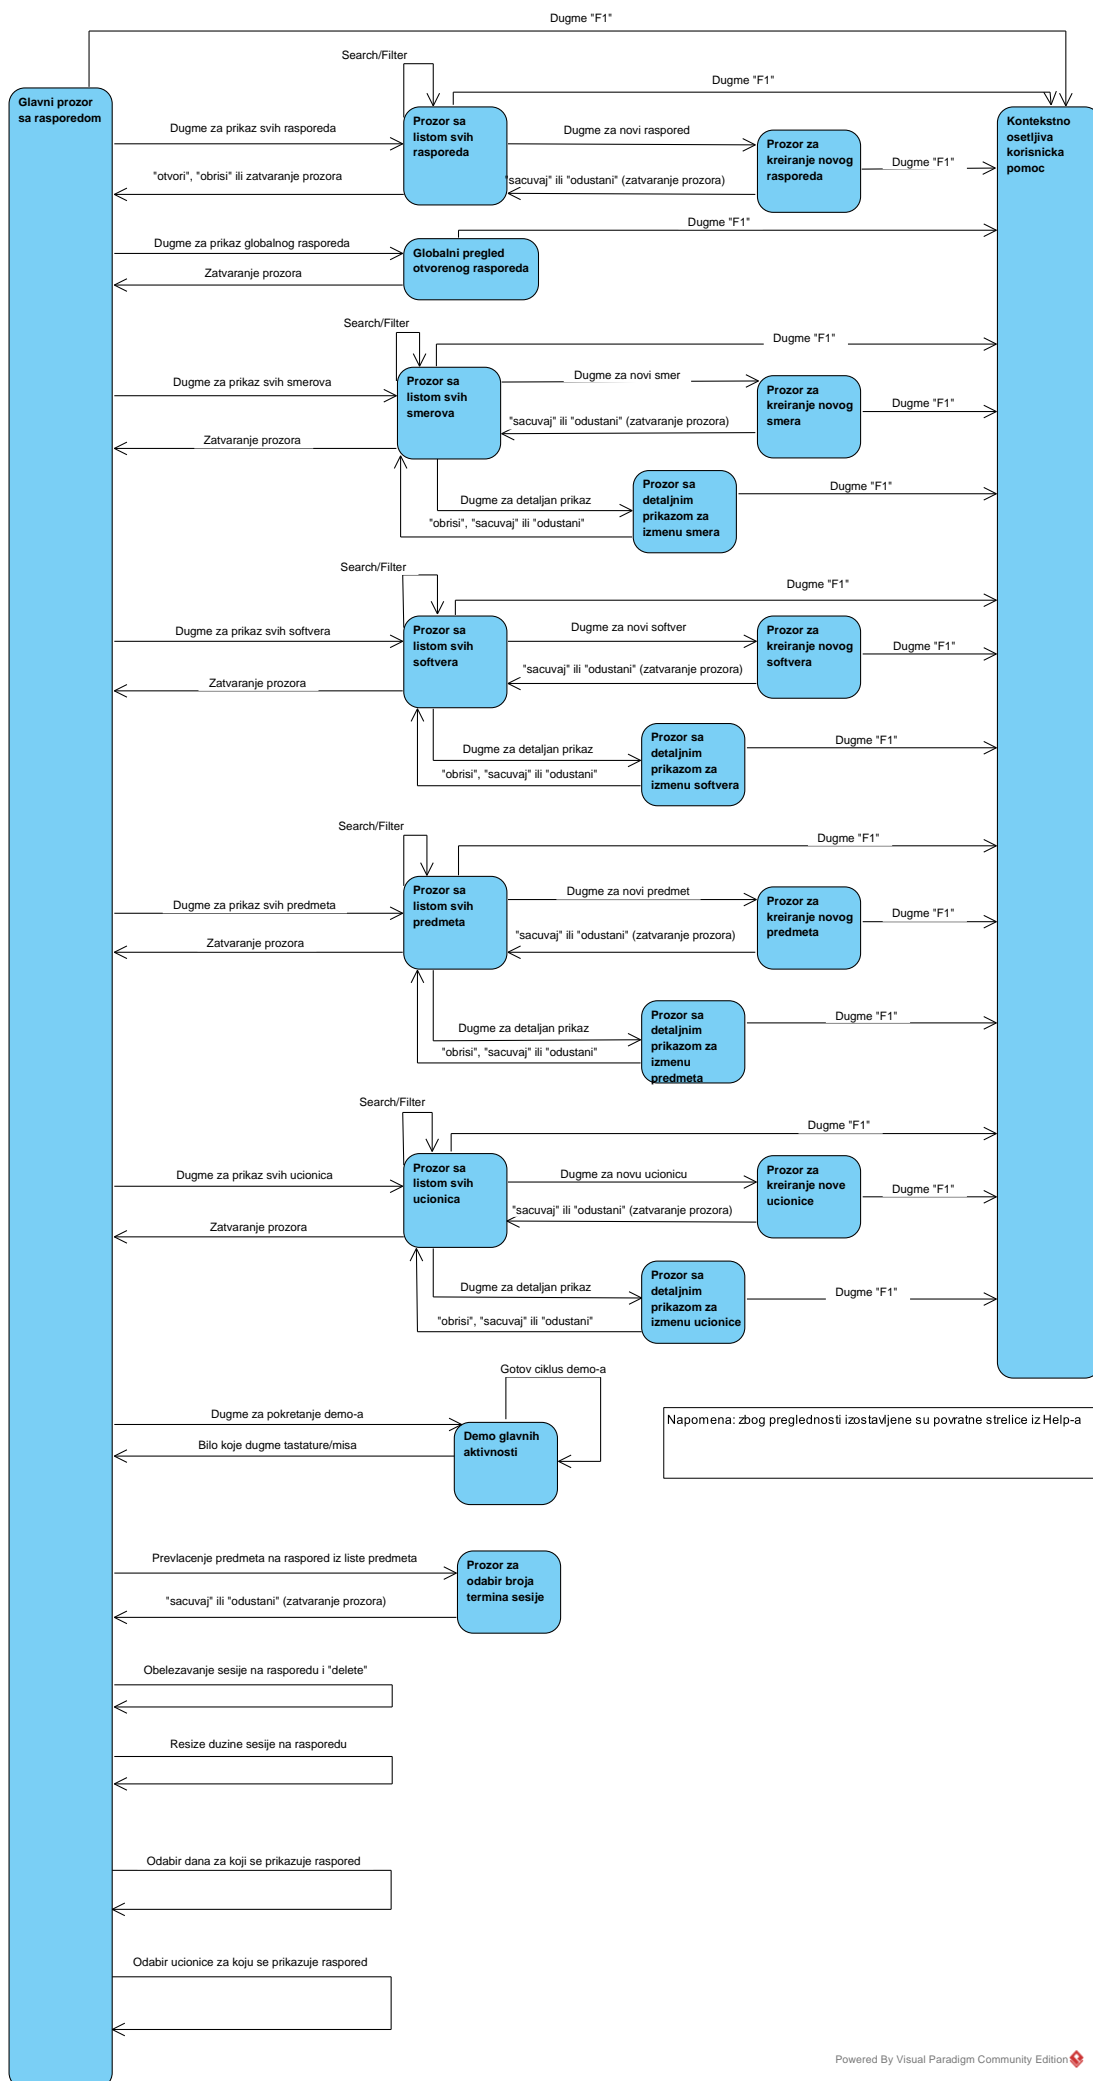 Dugme "F1"
Search/Filter
Glavni prozor
sa rasporedom
Dugme "F1"
Prozor sa
listom svih
rasporeda
Kontekstno
osetljiva
korisnicka
pomoc
Dugme za prikaz svih rasporeda
Dugme za novi raspored
Prozor za
kreiranje novog
rasporeda
Dugme "F1"
"otvori", "obrisi" ili zatvaranje prozora
"sacuvaj" ili "odustani" (zatvaranje prozora)
Dugme "F1"
Dugme za prikaz globalnog rasporeda
Globalni pregled
otvorenog rasporeda
Zatvaranje prozora
Search/Filter
Dugme "F1"
Prozor sa
listom svih
smerova
Dugme za prikaz svih smerova
Dugme za novi smer
Prozor za
kreiranje novog
smera
Dugme "F1"
"sacuvaj" ili "odustani" (zatvaranje prozora)
Zatvaranje prozora
Prozor sa
detaljnim
prikazom za
izmenu smera
Dugme "F1"
Dugme za detaljan prikaz
"obrisi", "sacuvaj" ili "odustani"
Search/Filter
Dugme "F1"
Prozor sa
listom svih
softvera
Dugme za prikaz svih softvera
Dugme za novi softver
Prozor za
kreiranje novog
softvera
Dugme "F1"
"sacuvaj" ili "odustani" (zatvaranje prozora)
Zatvaranje prozora
Prozor sa
detaljnim
prikazom za
izmenu softvera
Dugme "F1"
Dugme za detaljan prikaz
"obrisi", "sacuvaj" ili "odustani"
Search/Filter
Dugme "F1"
Prozor sa
listom svih
predmeta
Dugme za prikaz svih predmeta
Dugme za novi predmet
Prozor za
kreiranje novog
predmeta
Dugme "F1"
"sacuvaj" ili "odustani" (zatvaranje prozora)
Zatvaranje prozora
Prozor sa
detaljnim
prikazom za
izmenu
predmeta
Dugme "F1"
Dugme za detaljan prikaz
"obrisi", "sacuvaj" ili "odustani"
Search/Filter
Dugme "F1"
Prozor sa
listom svih
ucionica
Dugme za prikaz svih ucionica
Dugme za novu ucionicu
Prozor za
kreiranje nove
ucionice
Dugme "F1"
"sacuvaj" ili "odustani" (zatvaranje prozora)
Zatvaranje prozora
Prozor sa
detaljnim
prikazom za
izmenu ucionice
Dugme "F1"
Dugme za detaljan prikaz
"obrisi", "sacuvaj" ili "odustani"
Gotov ciklus demo-a
Dugme za pokretanje demo-a
Demo glavnih
aktivnosti
Bilo koje dugme tastature/misa
Napomena: zbog preglednosti izostavljene su povratne strelice iz Help-a
Prevlacenje predmeta na raspored iz liste predmeta
Prozor za
odabir broja
termina sesije
"sacuvaj" ili "odustani" (zatvaranje prozora)
Obelezavanje sesije na rasporedu i "delete"
Resize duzine sesije na rasporedu
Odabir dana za koji se prikazuje raspored
Odabir ucionice za koju se prikazuje raspored
Powered By Visual Paradigm Community Edition